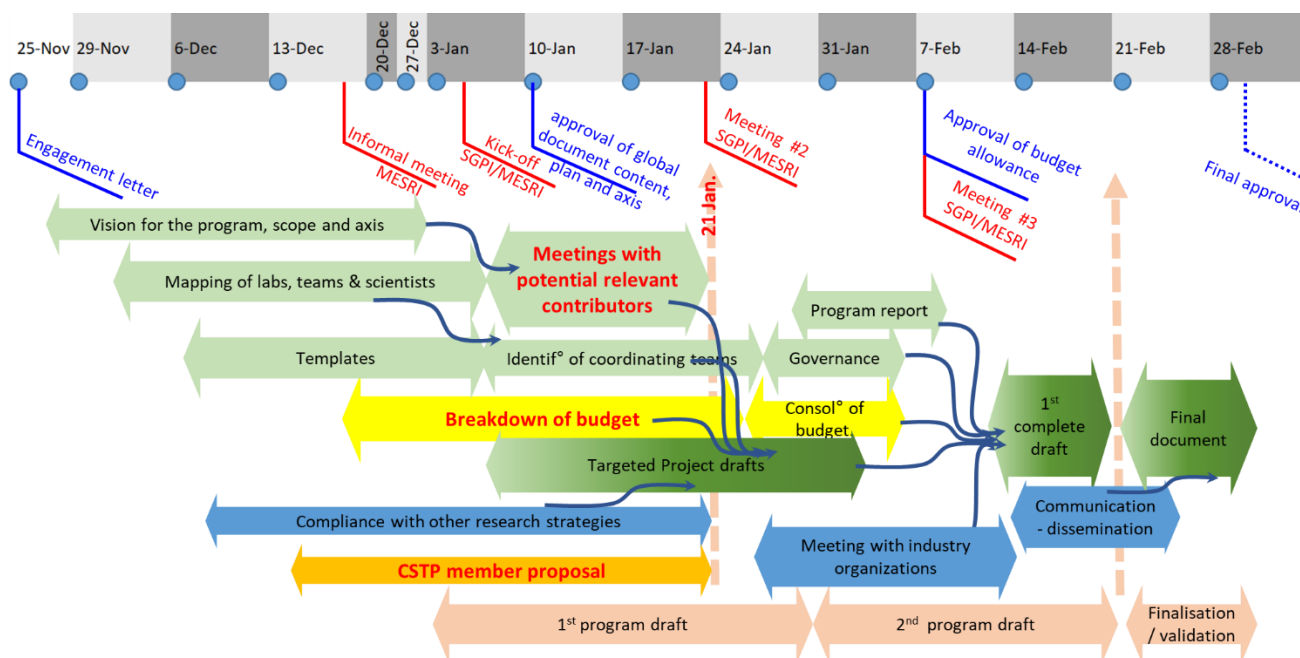 25-Nov
29-Nov
6-Dec
13-Dec
20-Dec
27-Dec
3-Jan
10-Jan
17-Jan
24-Jan
31-Jan
7-Feb
14-Feb
21-Feb
28-Feb
Engagement letter
Informal meeting
MESRI
Kick-off
SGPI/MESRI
approval of global
document content,
plan and axis
Meeting #2
SGPI/MESRI
21 Jan.
Approval of budget
allowance
Meeting #3
SGPI/MESRI
Final approval
Vision for the program, scope and axis
Mapping of labs, teams & scientists
Meetings with
potential relevant
contributors
Program report
Templates
Identif° of coordinating teams
Governance
Breakdown of budget
Consol° of
budget
1st
complete
draft
Final
document
Targeted Project drafts
Compliance with other research strategies
Communication
- dissemination
Meeting with industry
organizations
CSTP member proposal
1st program draft
2nd program draft
Finalisation
/ validation